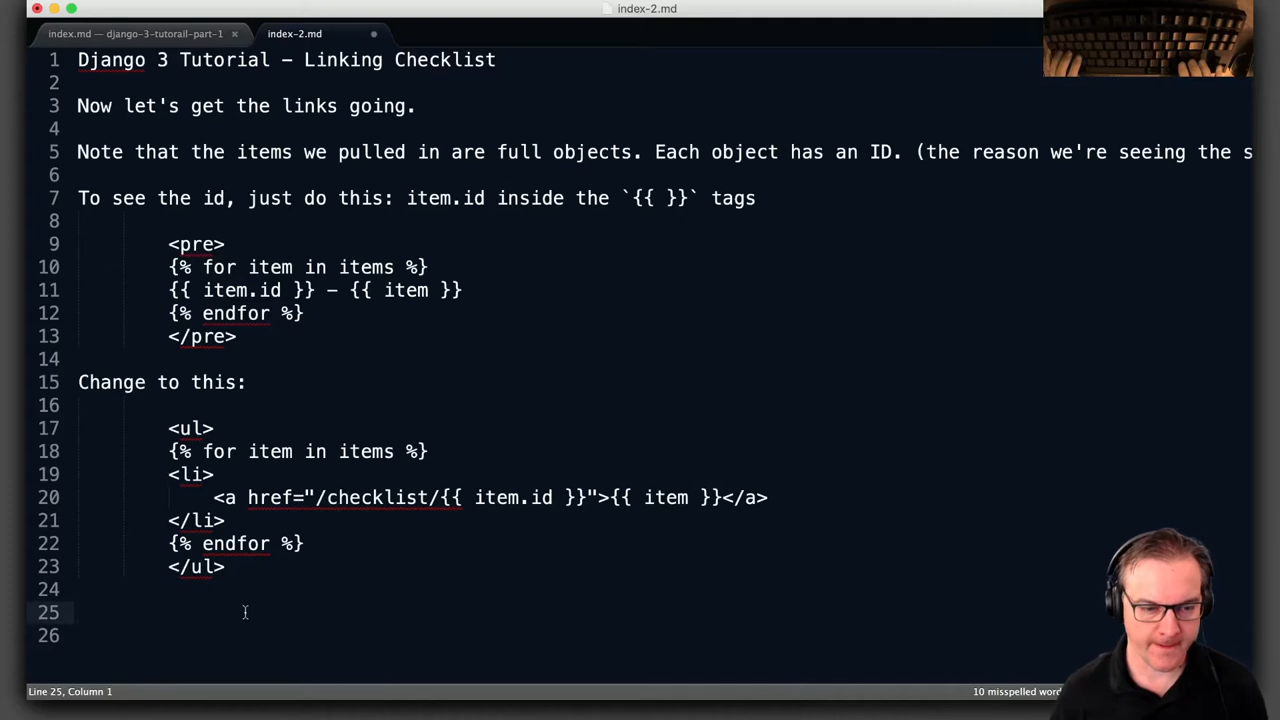 index-2.md
index.md — django-3-tutorail-part-1 ×
index-2.md
1 Django 3 Tutorial – Linking Checklist
2
3 Now let's get the links going.
4
5 Note that the items we pulled in are full objects. Each object has an ID. (the reason we're seeing the s
6
7 To see the id, just do this: item.id inside the `{{ }}` tags
8
9 <pre>
10 {% for item in items %}
11 {{ item.id }} – {{ item }}
12 {% endfor %}
13 </pre>
14
15 Change to this:
16
17 <ul>
18 {% for item in items %}
19 <li>
20 <a href="/checklist/{{ item.id }}">{{ item }}</a>
21 </li>
22 {% endfor %}
23 </ul>
24
25
26
Line 25, Column 1
10 misspelled